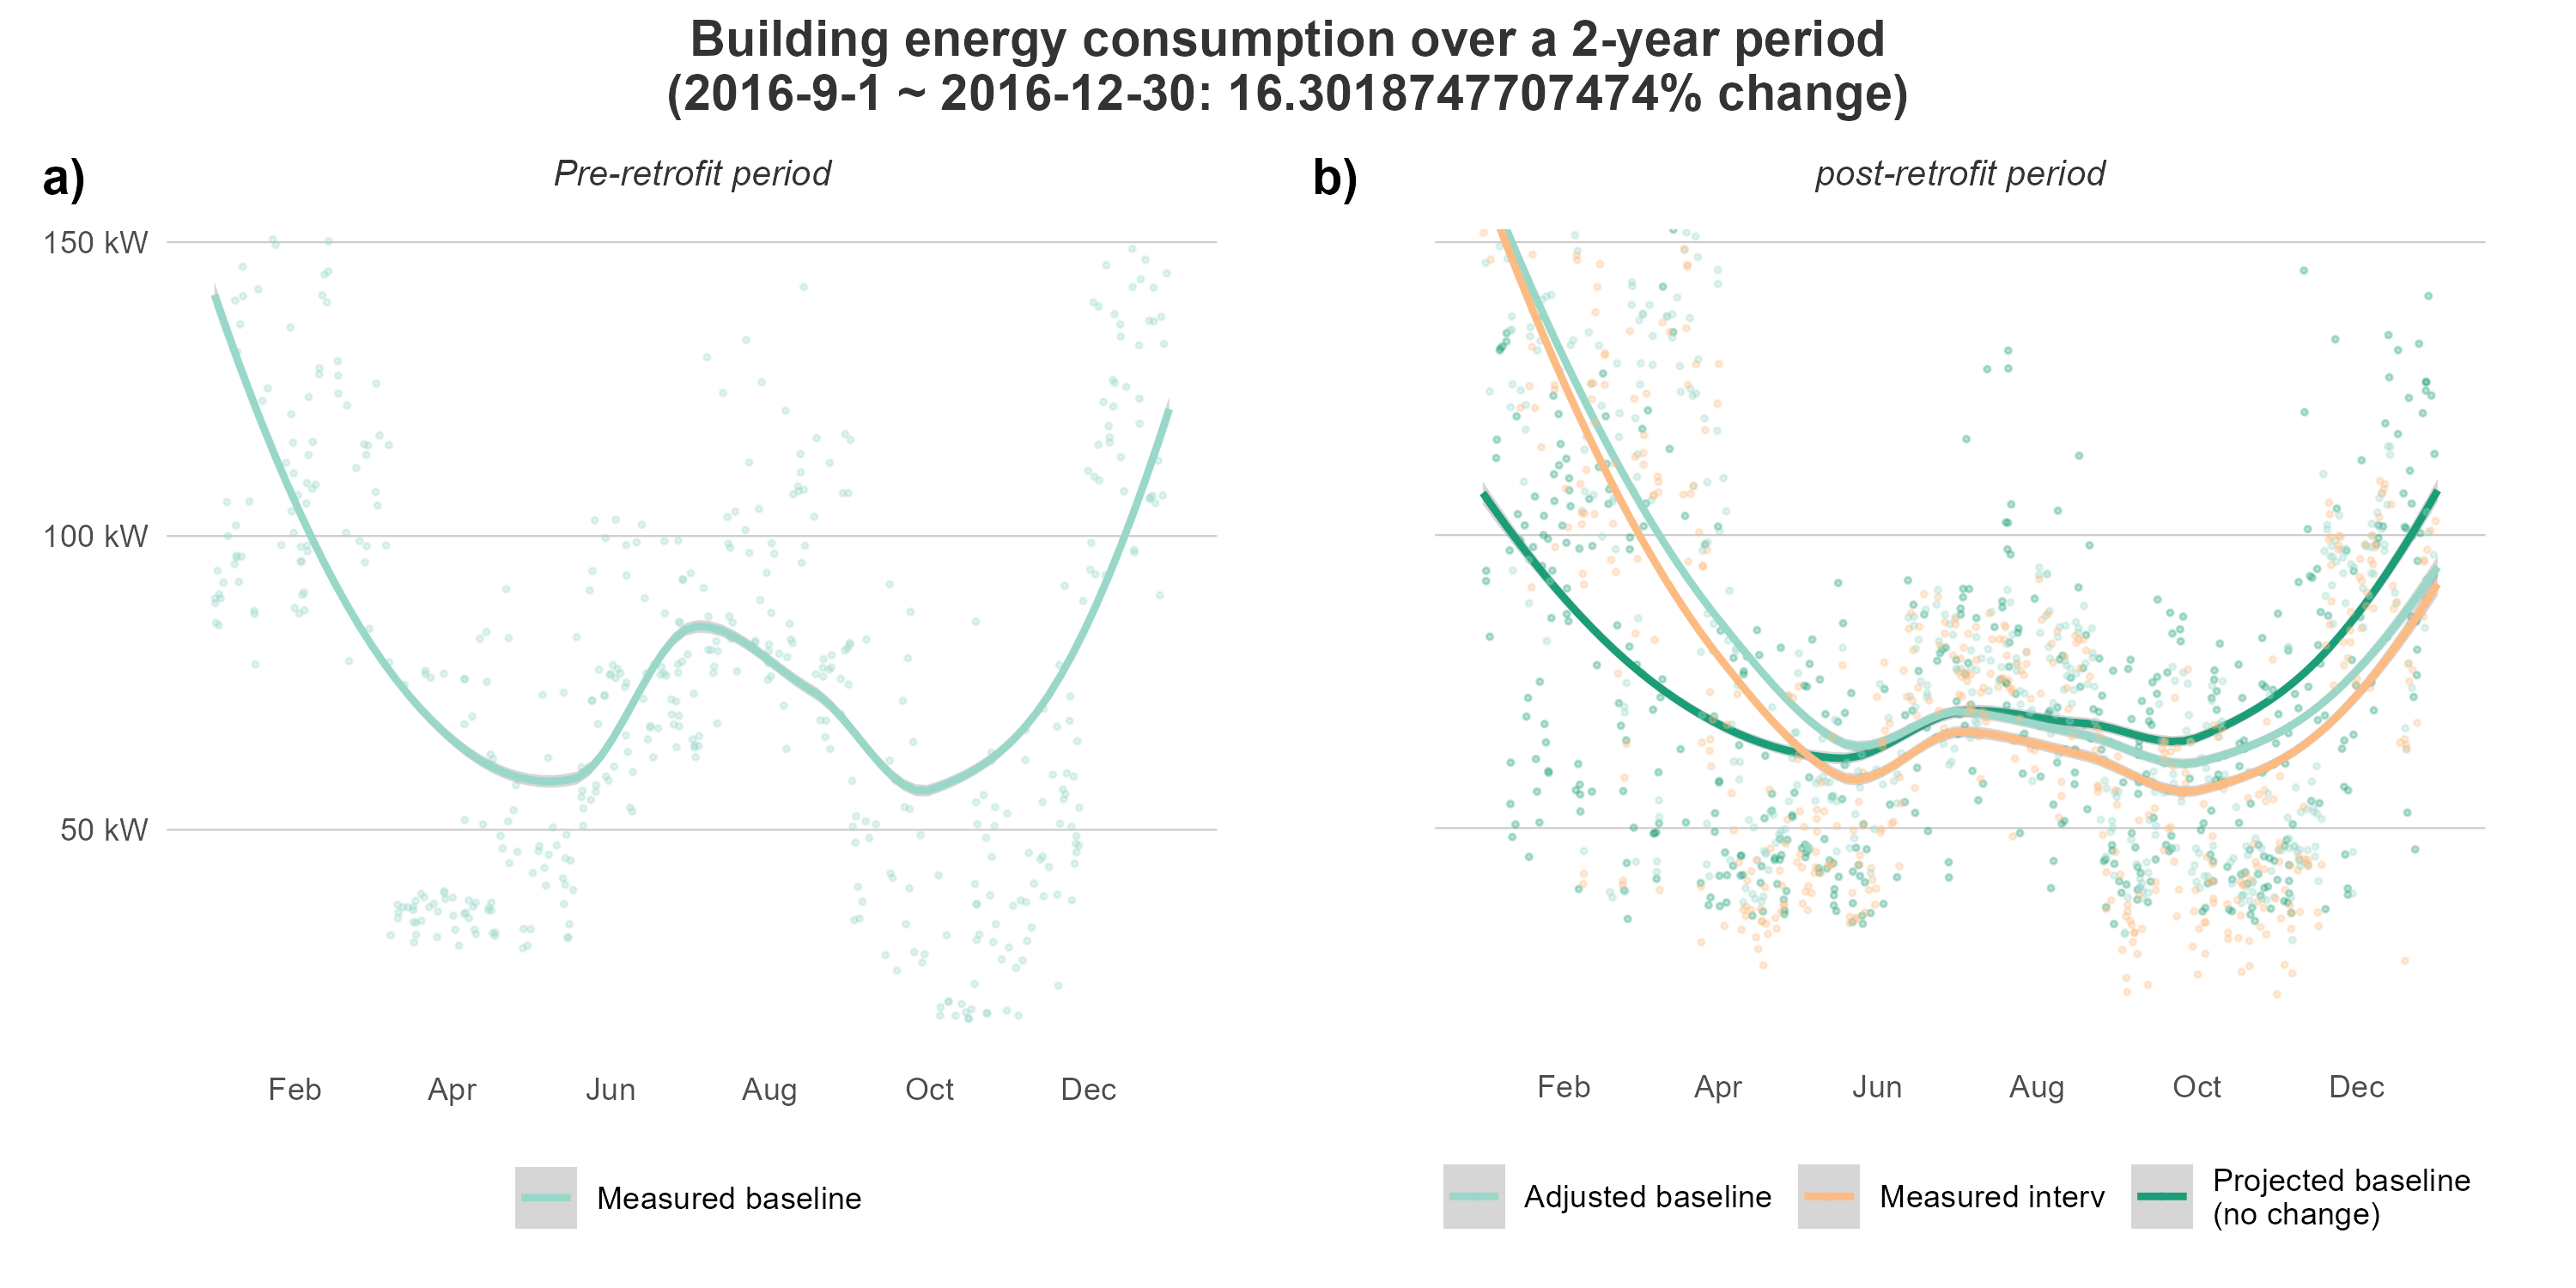 Building energy consumption over a 2-year period
(2016-9-1 ~ 2016-12-30: 16.3018747707474% change)
a)
Pre-retrofit period
150 kW
100 kW
50 kW
Feb Apr Jun Aug Oct Dec
Measured baseline
b)
post-retrofit period
Feb Apr Jun Aug Oct Dec
Adjusted baseline
Measured interv
Projected baseline
(no change)